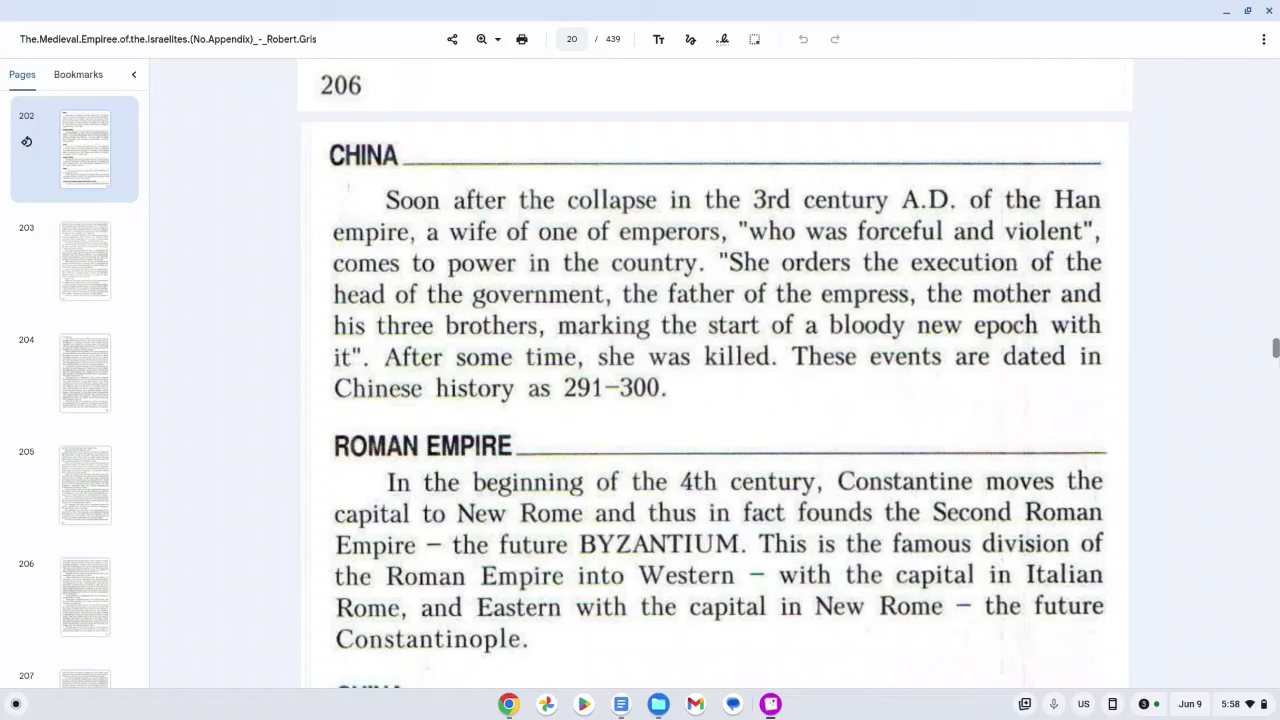 The.Medieval.Empiree.of.the.Israelites.(No.Appendix)_-_Robert.Gris
20 / 439
Pages
Bookmarks
202
203
204
205
206
206
CHINA
Soon after the collapse in the 3rd century A.D. of the Han
empire, a wife of one of emperors, "who was forceful and violent",
comes to power in the country. "She orders the execution of the
head of the government, the father of the empress, the mother and
his three brothers, marking the start of a bloody new epoch with
it". After some time, she was killed. These events are dated in
Chinese history as 291−300.
ROMAN EMPIRE
In the beginning of the 4th century, Constantine moves the
capital to New Rome and thus in fact founds the Second Roman
Empire − the future BYZANTIUM. This is the famous division of
the Roman Empire into Western − with the capital in Italian
Rome, and Eastern with the capital in New Rome − the future
Constantinople.
US
Jun 9
5:58